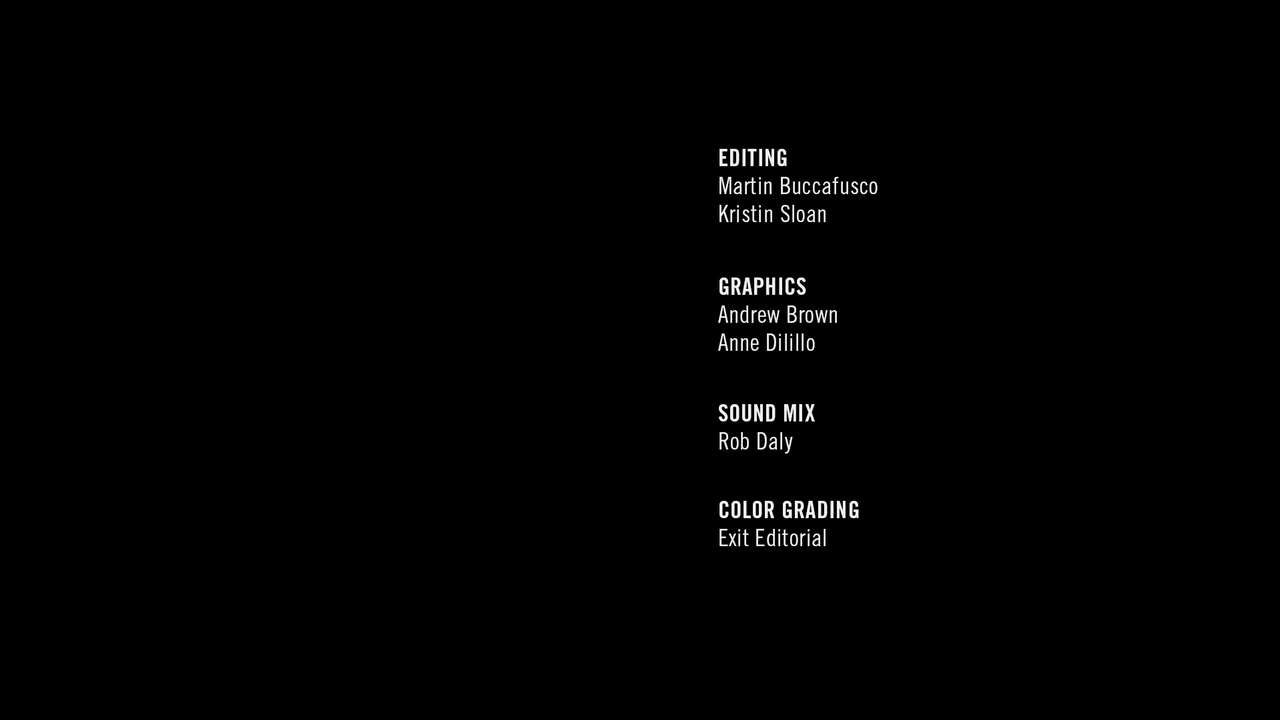 EDITING
Martin Buccafusco
Kristin Sloan
GRAPHICS
Andrew Brown
Anne Dilillo
SOUND MIX
Rob Daly
COLOR GRADING
Exit Editorial